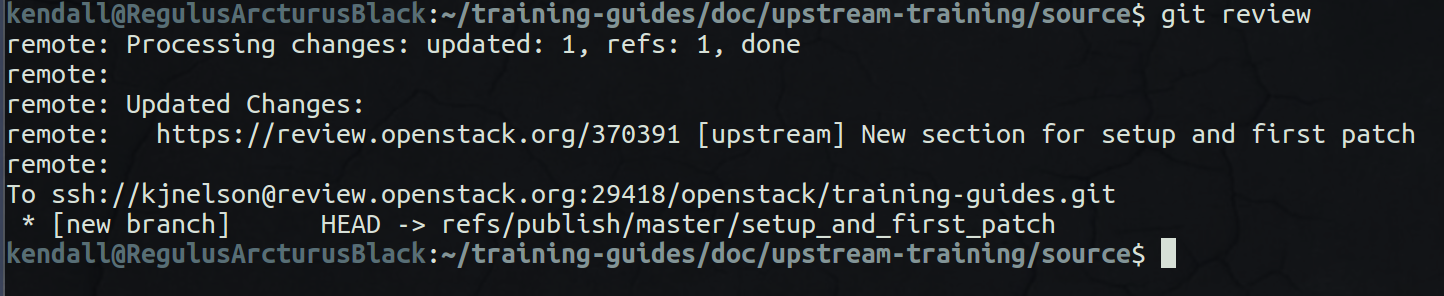 kendall@RegulusArcturusBlack:~/training-guides/doc/upstream-training/source$ git review
remote: Processing changes: updated: 1, refs: 1, done
remote:
remote: Updated Changes:
remote:   https://review.openstack.org/370391 [upstream] New section for setup and first patch
remote:
To ssh://kjnelson@review.openstack.org:29418/openstack/training-guides.git
 * [new branch]      HEAD -> refs/publish/master/setup_and_first_patch
kendall@RegulusArcturusBlack:~/training-guides/doc/upstream-training/source$